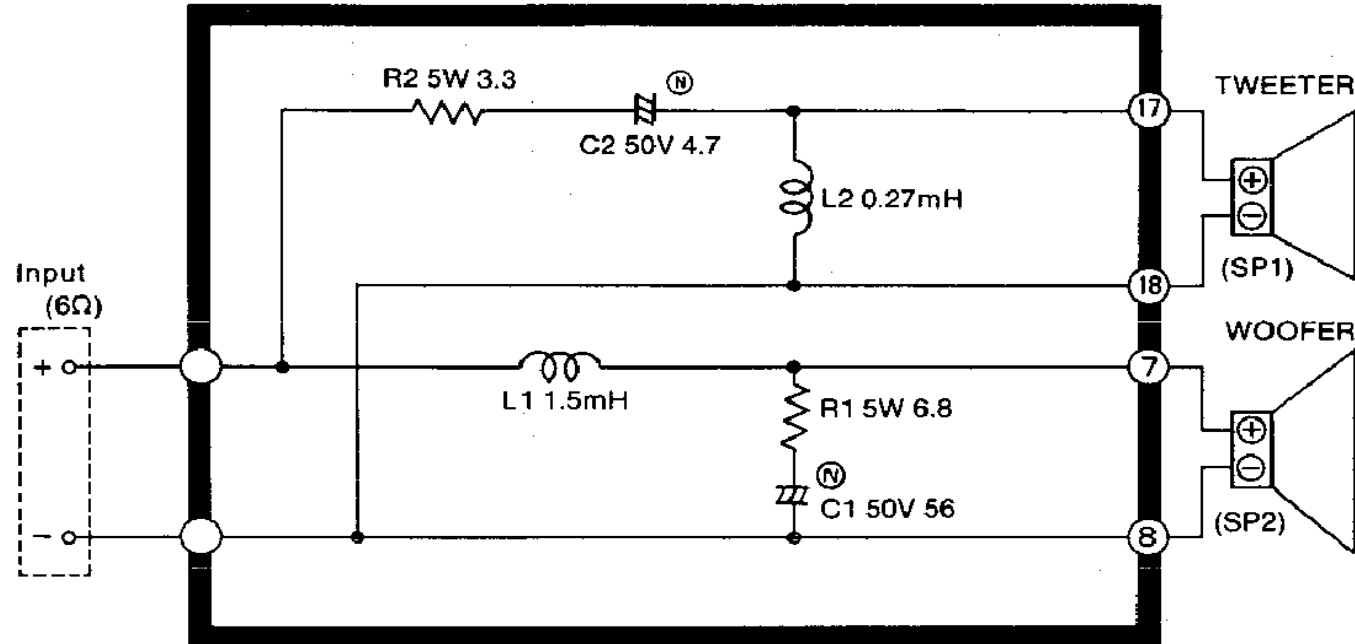 R2 5W 3.3
N
C2 50V 4.7
17
TWEETER
L2 0.27mH
+
−
(SP1)
18
Input
(6Ω)
WOOFER
+
7
L1 1.5mH
R1 5W 6.8
+
−
N
C1 50V 56
(SP2)
−
8